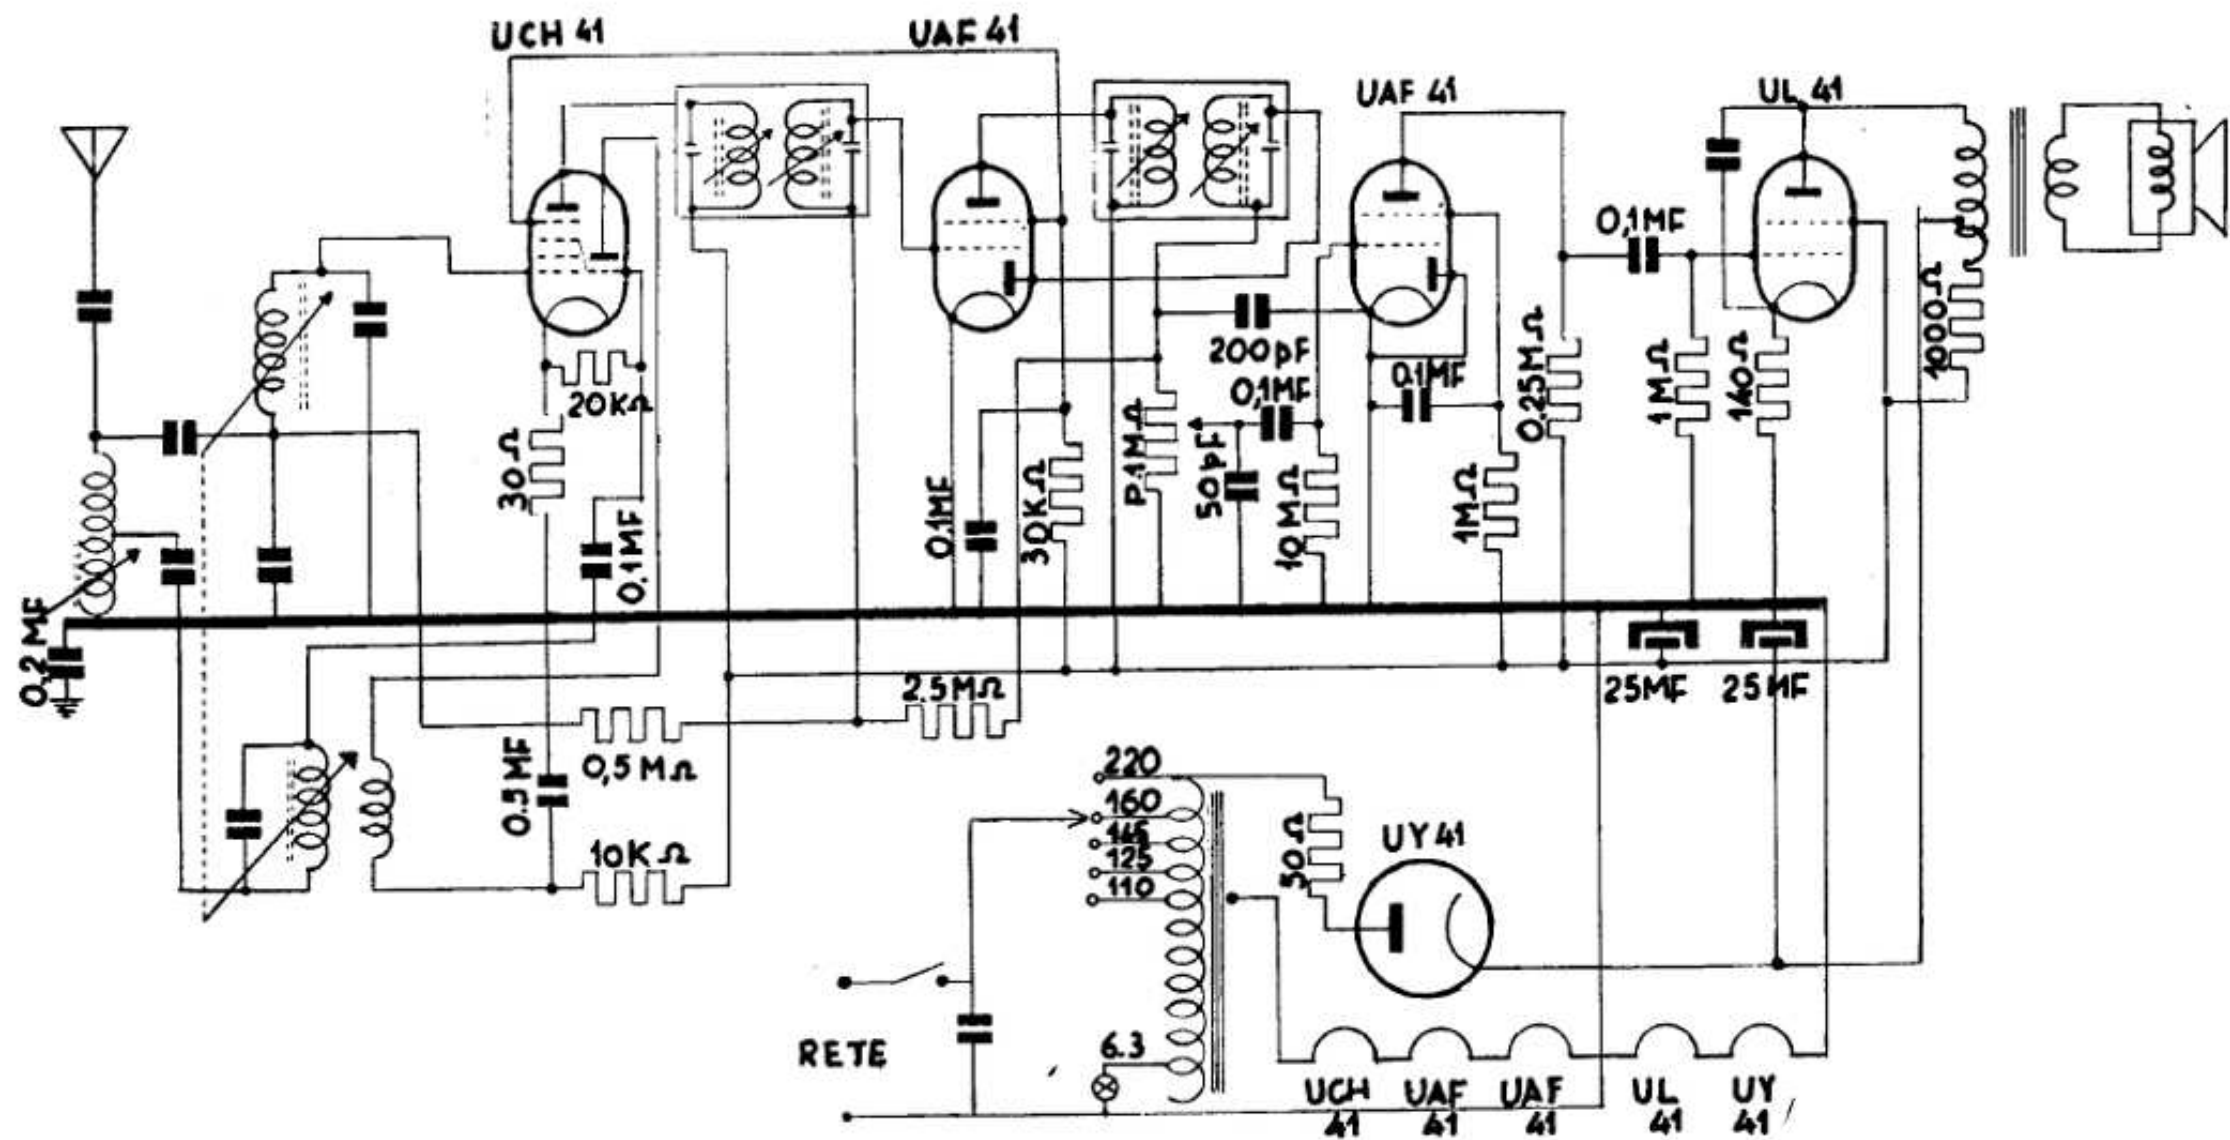 UCH 41
UAF 41
UAF 41
UL 41
0,1MF
200pF
0,1MF
0.1MF
1000Ω
0.25MΩ
1MΩ
140Ω
20KΩ
30Ω
0.1MF
0.1MF
30KΩ
P.1MΩ
50pF
10MΩ
1MΩ
0,2 MF
2.5MΩ
25MF
25MF
0.5MF
0,5MΩ
10KΩ
220
160
145
125
110
50Ω
UY 41
6.3
RETE
UCH 41
UAF 41
UAF 41
UL 41
UY 41